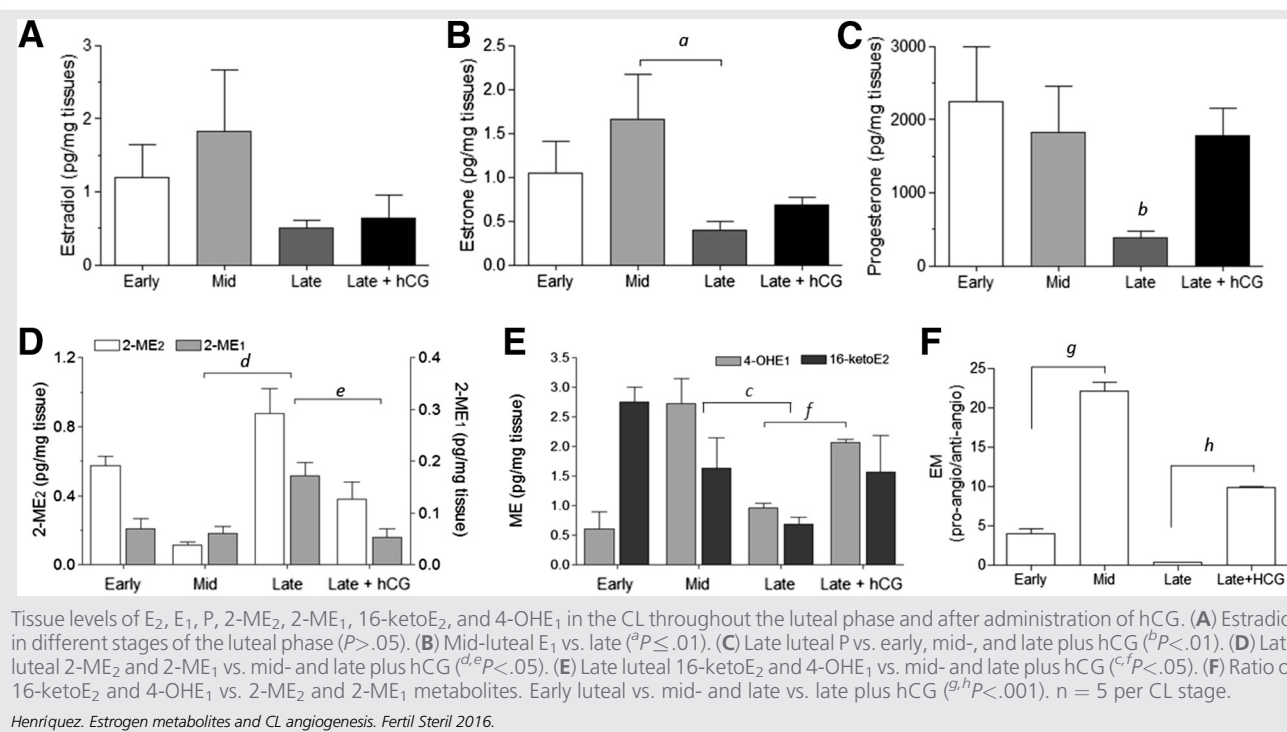 A
Estradiol (pg/mg tissues)
3
2
1
0
Early Mid Late Late + hCG
B
Estrone (pg/mg tissues)
2.5
2.0
1.5
1.0
0.5
0.0
a
Early Mid Late Late + hCG
C
Progesterone (pg/mg tissues)
3000
2000
1000
0
b
Early Mid Late Late + hCG
D
2-ME2 2-ME1
2-ME2 (pg/mg tissue)
1.2
0.8
0.4
0.0
d
e
0.4
0.3
0.2
0.1
0.0
2-ME1 (pg/mg tissue)
Early Mid Late Late + hCG
E
4-OHE1 16-ketoE2
ME (pg/mg tissue)
3.5
3.0
2.5
2.0
1.5
1.0
0.5
0.0
c
f
Early Mid Late Late + hCG
F
EM
(pro-angio/anti-angio)
25
20
15
10
5
0
g
h
Early Mid Late Late+HCG
Tissue levels of E₂, E₁, P, 2-ME₂, 2-ME₁, 16-ketoE₂, and 4-OHE₁ in the CL throughout the luteal phase and after administration of hCG. (A)
in different stages of the luteal phase (P>.05). (B) Mid-luteal E₁ vs. late (ᵃP≤.01). (C) Late luteal P vs. early, mid-, and late plus hCG (ᵇP<.01). (D)
luteal 2-ME₂ and 2-ME₁ vs. mid- and late plus hCG (ᵈ,ᵉP<.05). (E) Late luteal 16-ketoE₂ and 4-OHE₁ vs. mid- and late plus hCG (ᶜ,ᶠP<.05). (F) Ratio
16-ketoE₂ and 4-OHE₁ vs. 2-ME₂ and 2-ME₁ metabolites. Early luteal vs. mid- and late vs. late plus hCG (ᵍ,ʰP<.001). n = 5 per CL stage.
Henríquez. Estrogen metabolites and CL angiogenesis. Fertil Steril 2016.